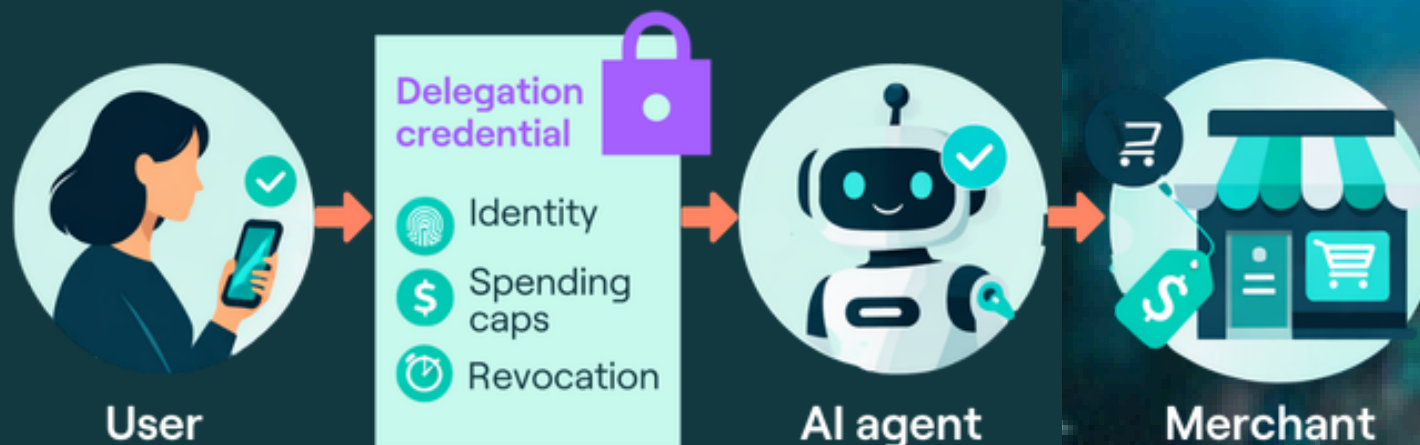 Delegation
credential
Identity
$
Spending
caps
Revocation
$
User
AI agent
Merchant